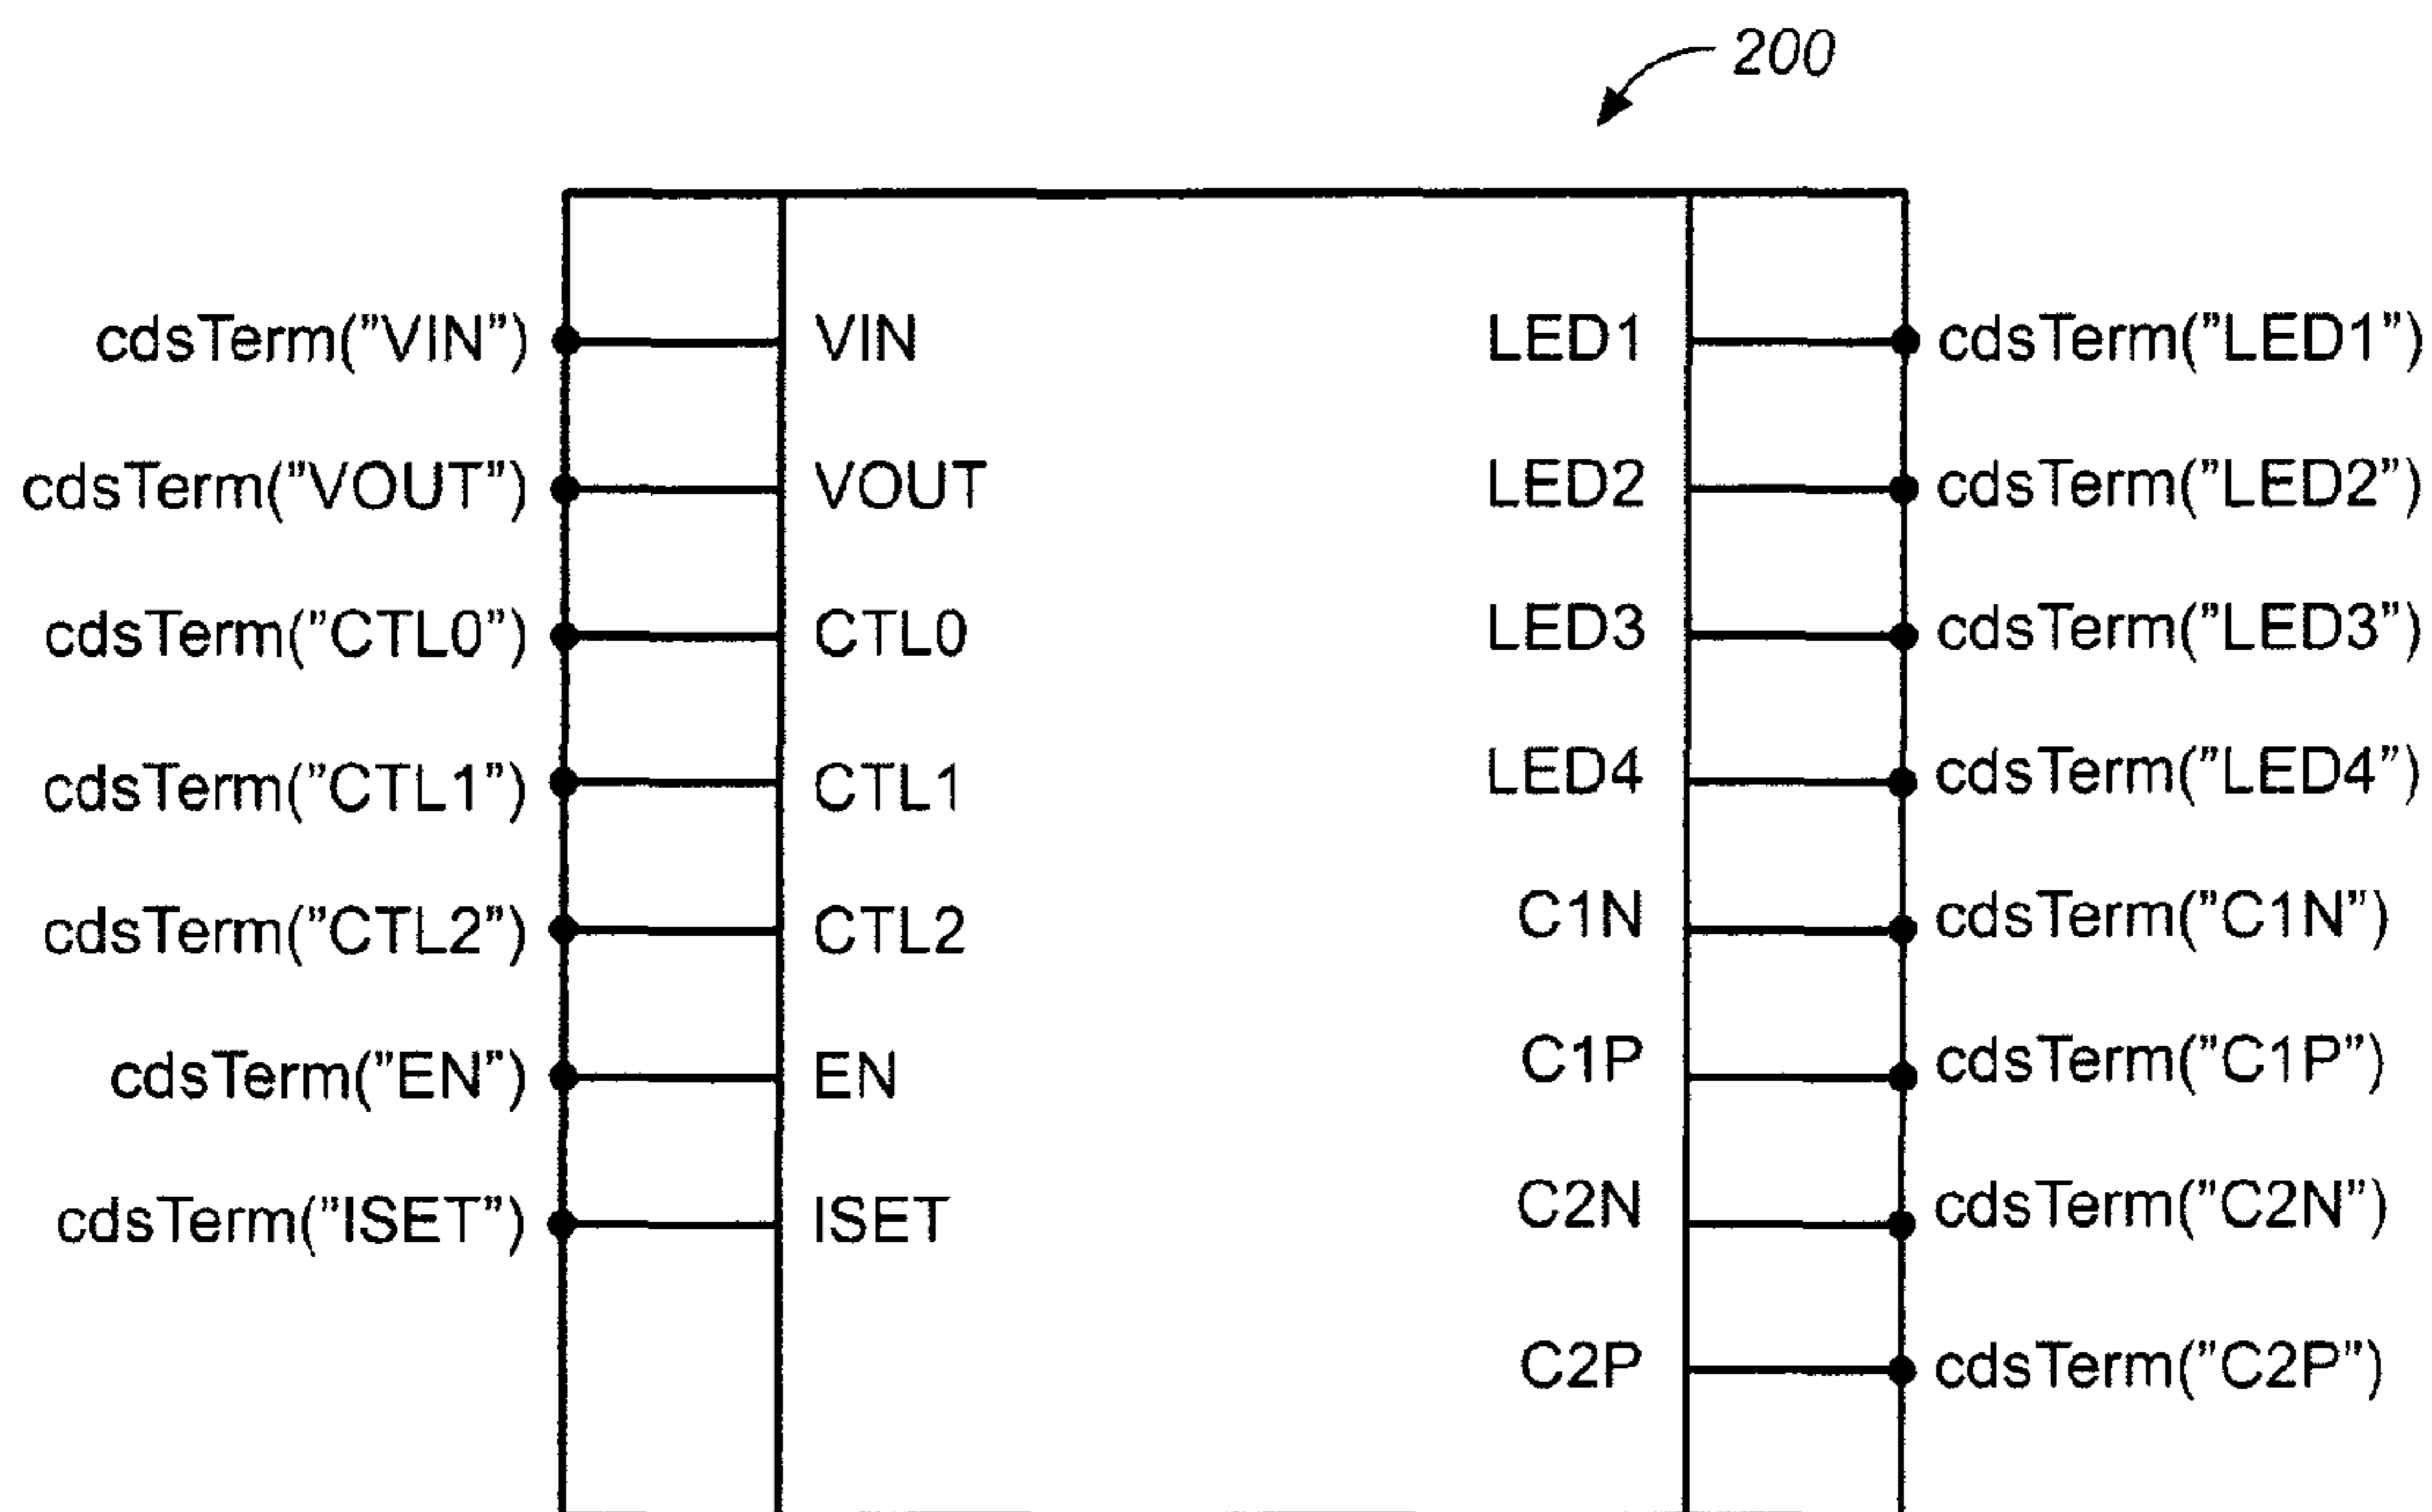 200
cdsTerm("VIN") VIN LED1 cdsTerm("LED1")
cdsTerm("VOUT") VOUT LED2 cdsTerm("LED2")
cdsTerm("CTL0") CTL0 LED3 cdsTerm("LED3")
cdsTerm("CTL1") CTL1 LED4 cdsTerm("LED4")
cdsTerm("CTL2") CTL2 C1N cdsTerm("C1N")
cdsTerm("EN") EN C1P cdsTerm("C1P")
cdsTerm("ISET") ISET C2N cdsTerm("C2N")
C2P cdsTerm("C2P")